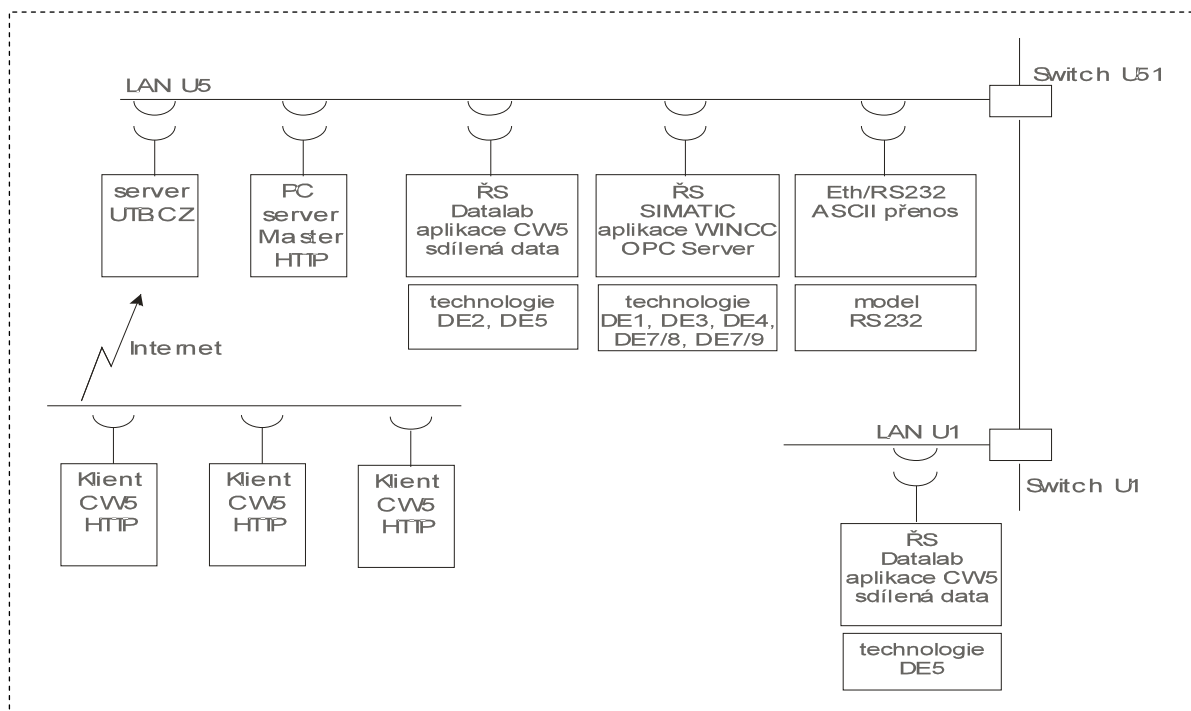 LAN U5
Switch U51
server
UTB CZ
PC
server
Master
HTTP
ŘS
Datalab
aplikace CW5
sdílená data
ŘS
SIMATIC
aplikace WINCC
OPC Server
Eth/RS232
ASCII přenos
technologie
DE2, DE5
technologie
DE1, DE3, DE4,
DE7/8, DE7/9
model
RS232
Internet
LAN U1
Switch U1
Klient
CW5
HTTP
Klient
CW5
HTTP
Klient
CW5
HTTP
ŘS
Datalab
aplikace CW5
sdílená data
technologie
DE5